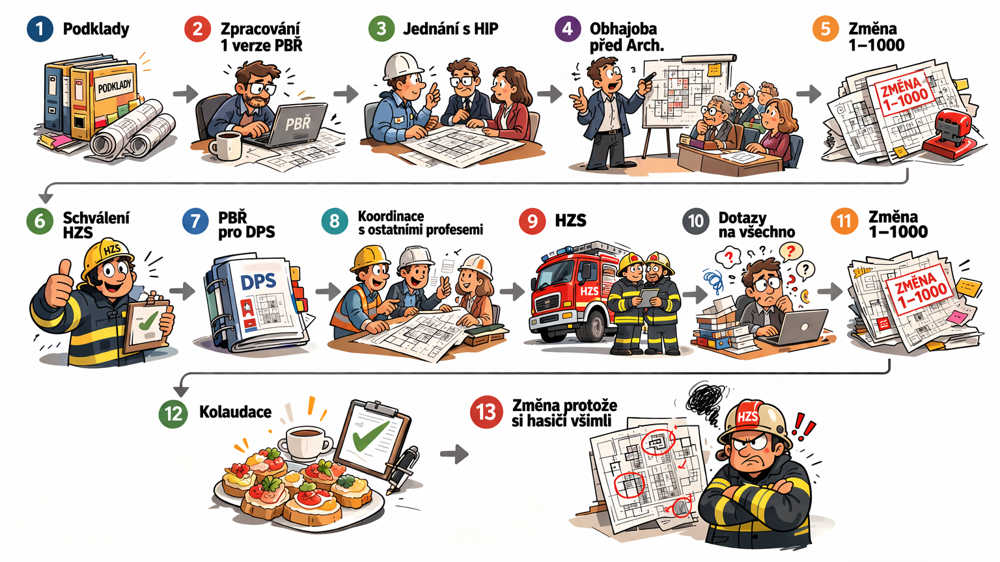 1 Podklady
PODKLADY
2 Zpracování
1 verze PBŘ
PBŘ
3 Jednání s HIP
4 Obhajoba
před Arch.
5 Změna
1–1000
ZMĚNA
1–1000
6 Schválení
HZS
HZS
7 PBŘ
pro DPS
DPS
8 Koordinace
s ostatními profesemi
9 HZS
HZS
10 Dotazy
na všechno
? ? ? ? ?
11 Změna
1–1000
ZMĚNA
1–1000
12 Kolaudace
13 Změna protože
si hasičí všimli
HZS
!!